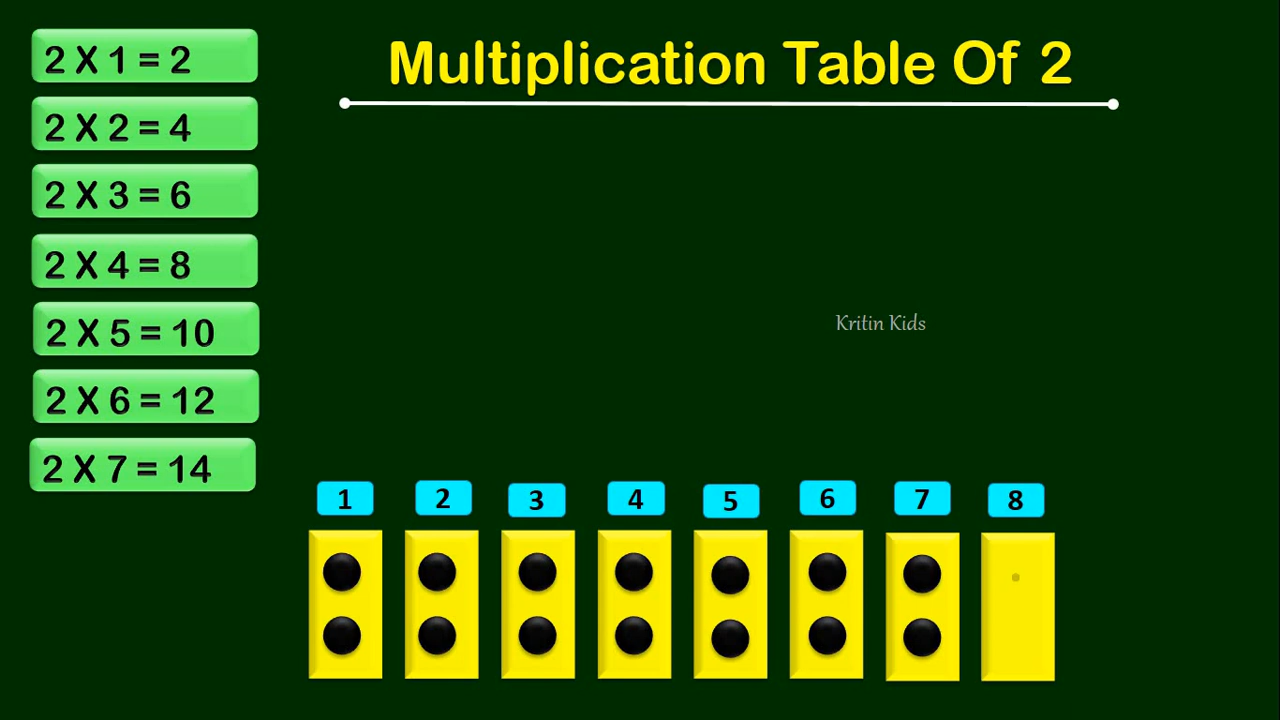 Multiplication Table Of 2
2 X 1 = 2
2 X 2 = 4
2 X 3 = 6
2 X 4 = 8
2 X 5 = 10
2 X 6 = 12
2 X 7 = 14
Kritin Kids
1 2 3 4 5 6 7 8